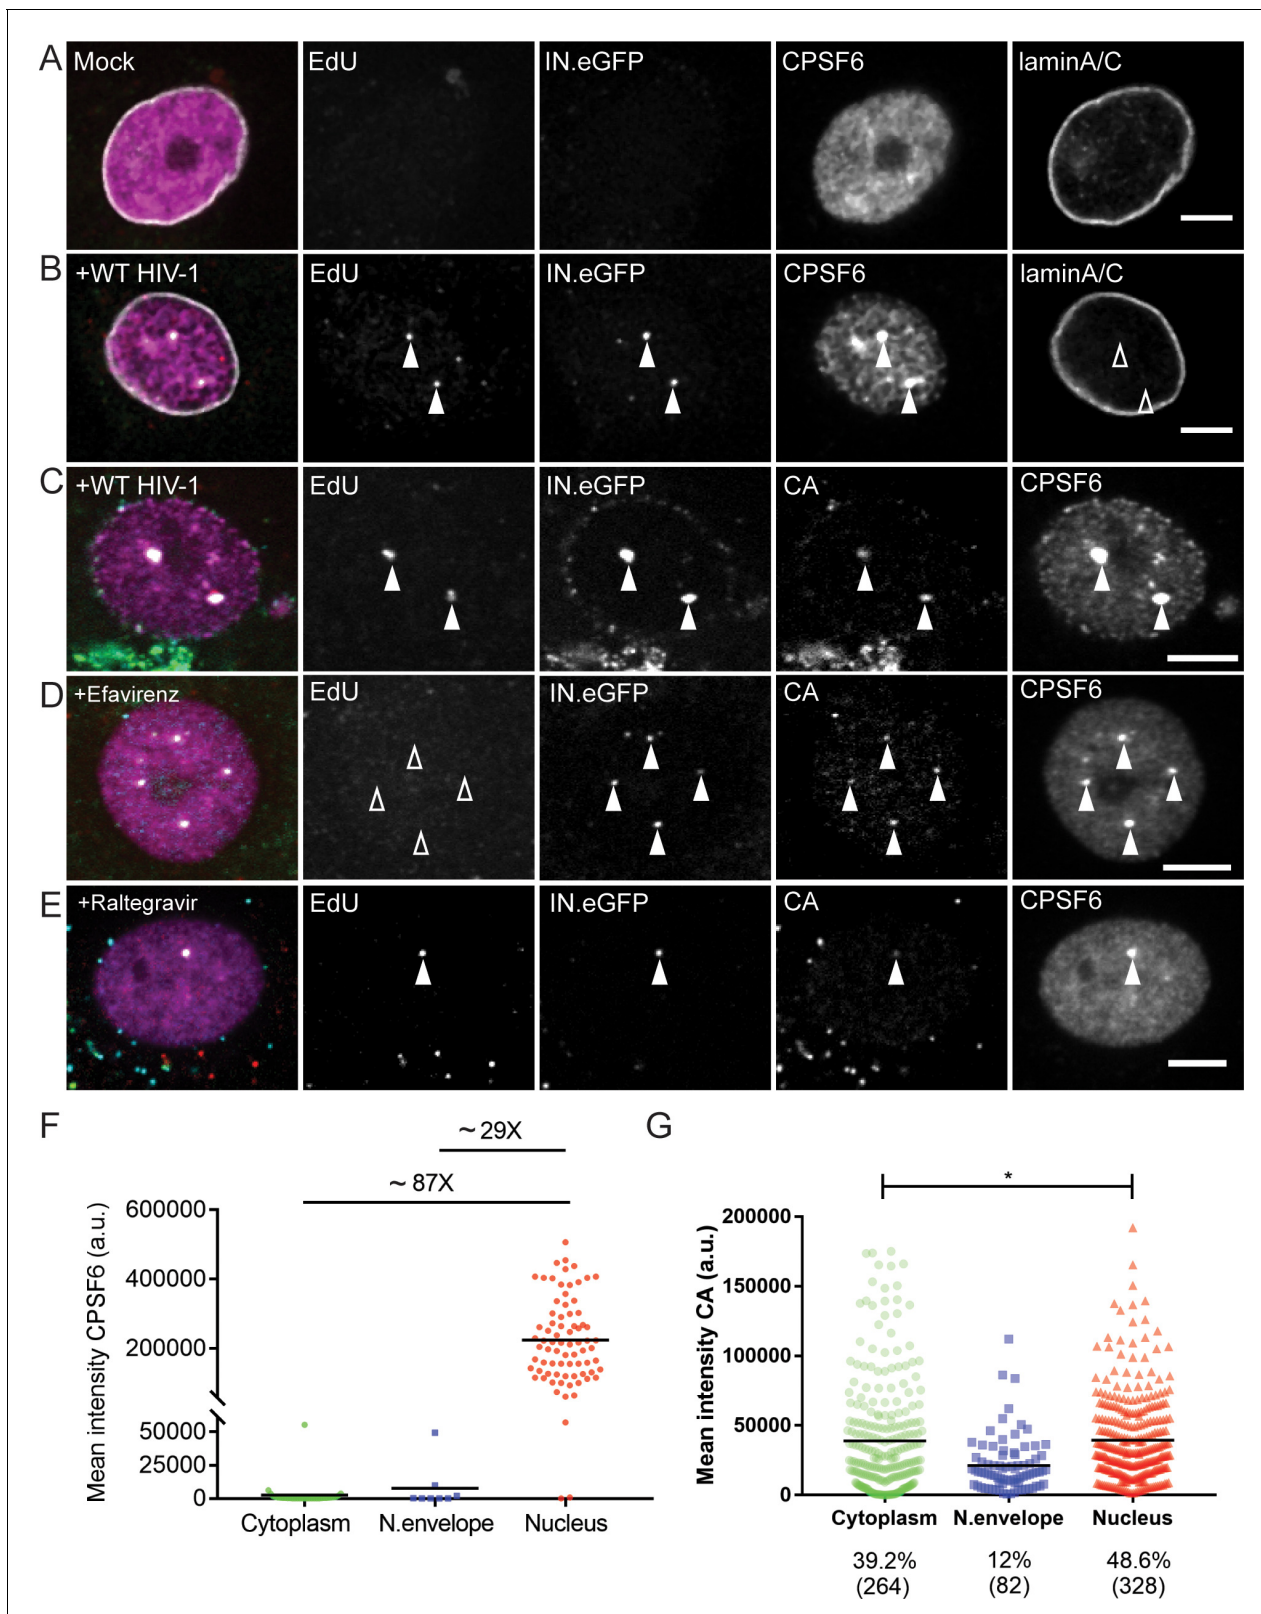 A Mock EdU IN.eGFP CPSF6 laminA/C
B +WT HIV-1 EdU IN.eGFP CPSF6 laminA/C
C +WT HIV-1 EdU IN.eGFP CA CPSF6
D +Efavirenz EdU IN.eGFP CA CPSF6
E +Raltegravir EdU IN.eGFP CA CPSF6
F
~ 29X
~ 87X
Mean intensity CPSF6 (a.u.)
600000
400000
200000
50000
25000
0
Cytoplasm N.envelope Nucleus
G
*
Mean intensity CA (a.u.)
200000
150000
100000
50000
0
Cytoplasm N.envelope Nucleus
39.2% 12% 48.6%
(264) (82) (328)